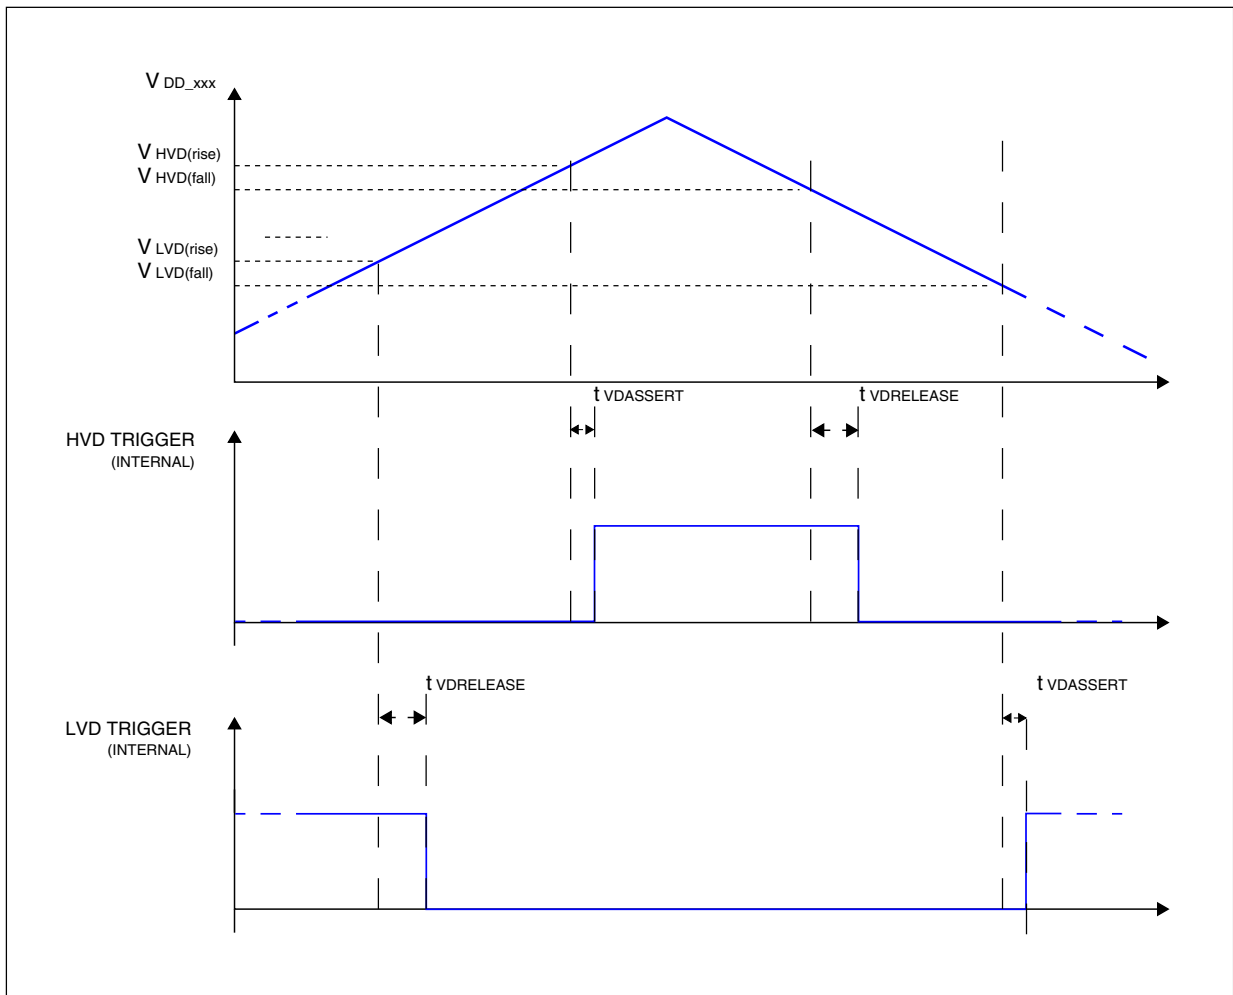 V DD_xxx
V HVD(rise)
V HVD(fall)
V LVD(rise)
V LVD(fall)
t VDASSERT
t VDRELEASE
HVD TRIGGER
(INTERNAL)
t VDRELEASE
t VDASSERT
LVD TRIGGER
(INTERNAL)